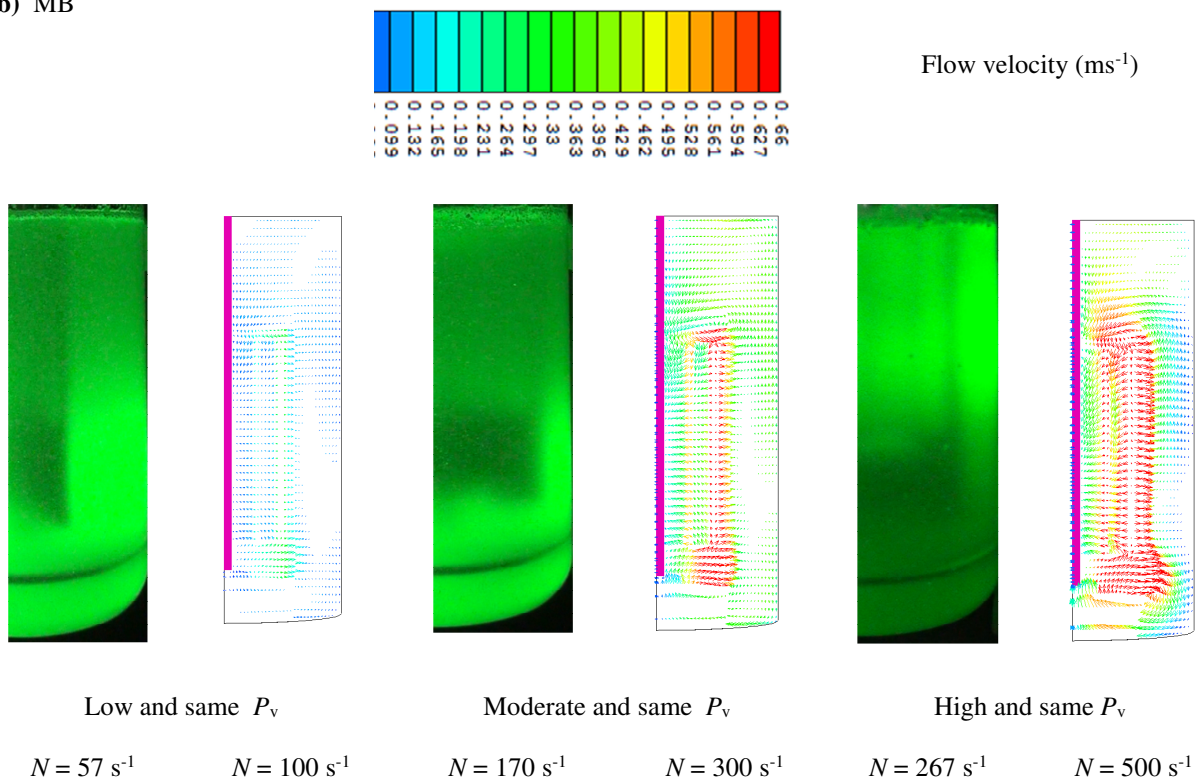 b) MB
Flow velocity (ms⁻¹)
0.099 0.132 0.165 0.198 0.231 0.264 0.297 0.33 0.363 0.396 0.429 0.462 0.495 0.528 0.561 0.594 0.627 0.66
Low and same Pᵥ Moderate and same Pᵥ High and same Pᵥ
N = 57 s⁻¹ N = 100 s⁻¹ N = 170 s⁻¹ N = 300 s⁻¹ N = 267 s⁻¹ N = 500 s⁻¹